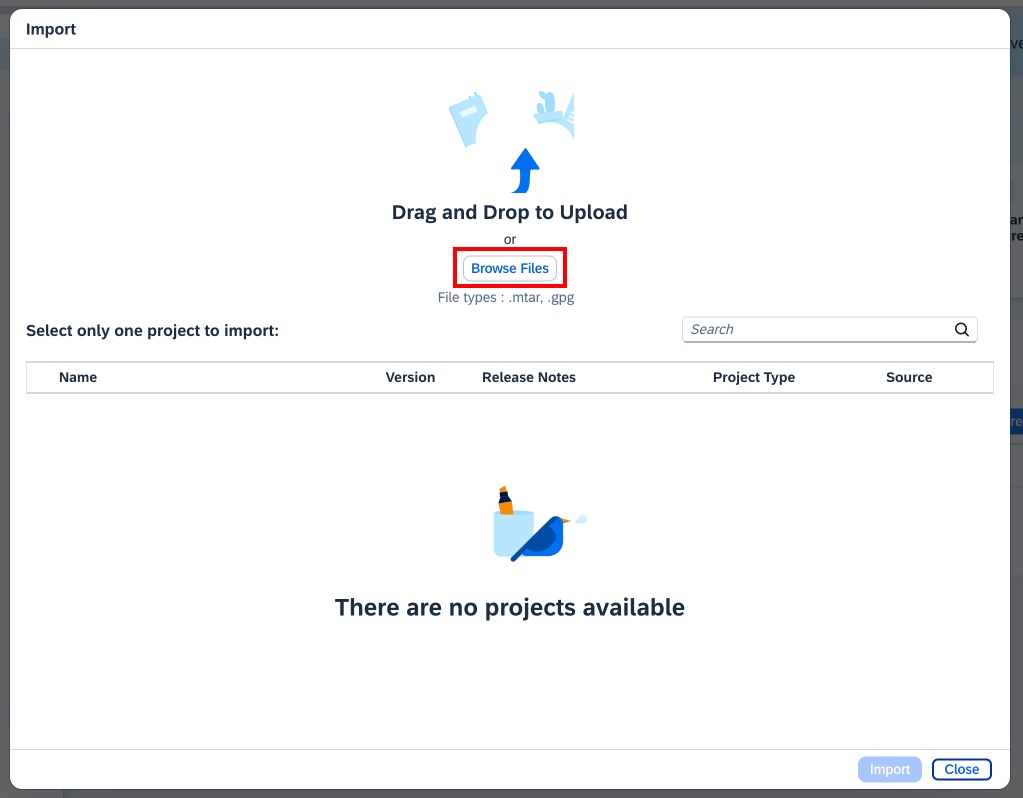 Import
Drag and Drop to Upload
or
Browse Files
File types : .mtar, .gpg
Select only one project to import:
Search
Name Version Release Notes Project Type Source
There are no projects available
Import Close